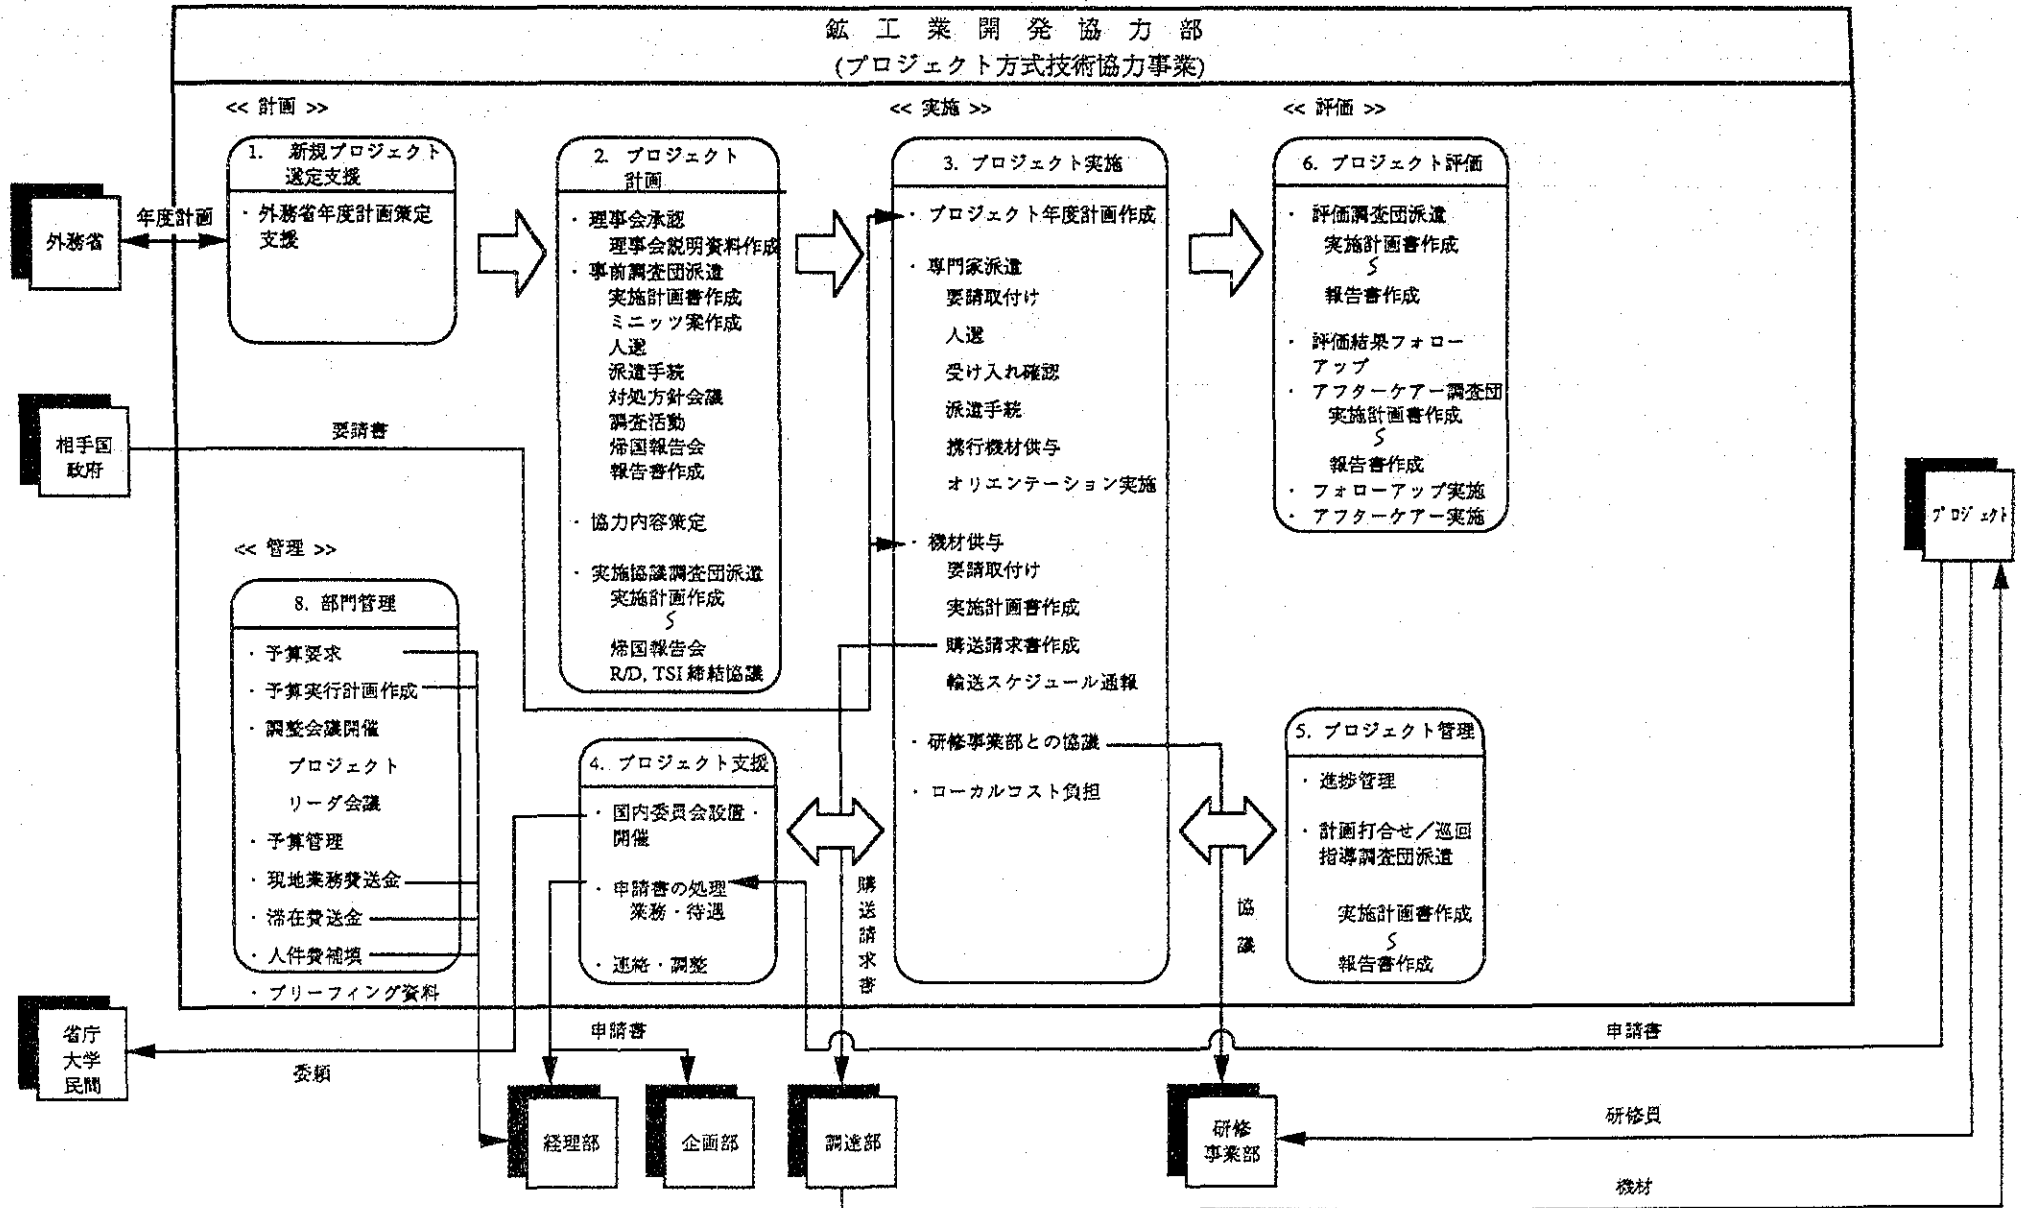 鉱工業開発協力部
(プロジェクト方式技術協力事業)
<< 計画 >>
1. 新規プロジェクト
選定支援
・ 外務省年度計画策定
支援
2. プロジェクト
計画
・ 理事会承認
理事会説明資料作成
・ 事前調査団派遣
実施計画書作成
ミニッツ案作成
人選
派遣手続
対処方針会議
調査活動
帰国報告会
報告書作成
・ 協力内容策定
・ 実施協議調査団派遣
実施計画作成
帰国報告会
R/D, TSI 締結協議
<< 実施 >>
3. プロジェクト実施
・ プロジェクト年度計画作成
・ 専門家派遣
要請取付け
人選
受け入れ確認
派遣手続
携行機材供与
オリエンテーション実施
・ 機材供与
要請取付け
実施計画書作成
購送請求書作成
輸送スケジュール通報
・ 研修事業部との協議
・ ローカルコスト負担
<< 評価 >>
6. プロジェクト評価
・ 評価調査団派遣
実施計画書作成
報告書作成
・ 評価結果フォロー
アップ
・ アフターケアー調査団
実施計画書作成
報告書作成
・ フォローアップ実施
・ アフターケアー実施
外務省
年度計画
相手国
政府
要請書
プロジェクト
<< 管理 >>
8. 部門管理
・ 予算要求
・ 予算実行計画作成
・ 調整会議開催
プロジェクト
リーダ会議
・ 予算管理
・ 現地業務費送金
・ 滞在費送金
・ 人件費補填
・ ブリーフィング資料
4. プロジェクト支援
・ 国内委員会設置・
開催
・ 申請書の処理
業務・待遇
・ 連絡・調整
購送請求書
5. プロジェクト管理
・ 進捗管理
・ 計画打合せ／巡回
指導調査団派遣
実施計画書作成
報告書作成
協議
省庁
大学
民間
委頼
申請書
申請書
経理部
企画部
調達部
研修
事業部
研修員
機材